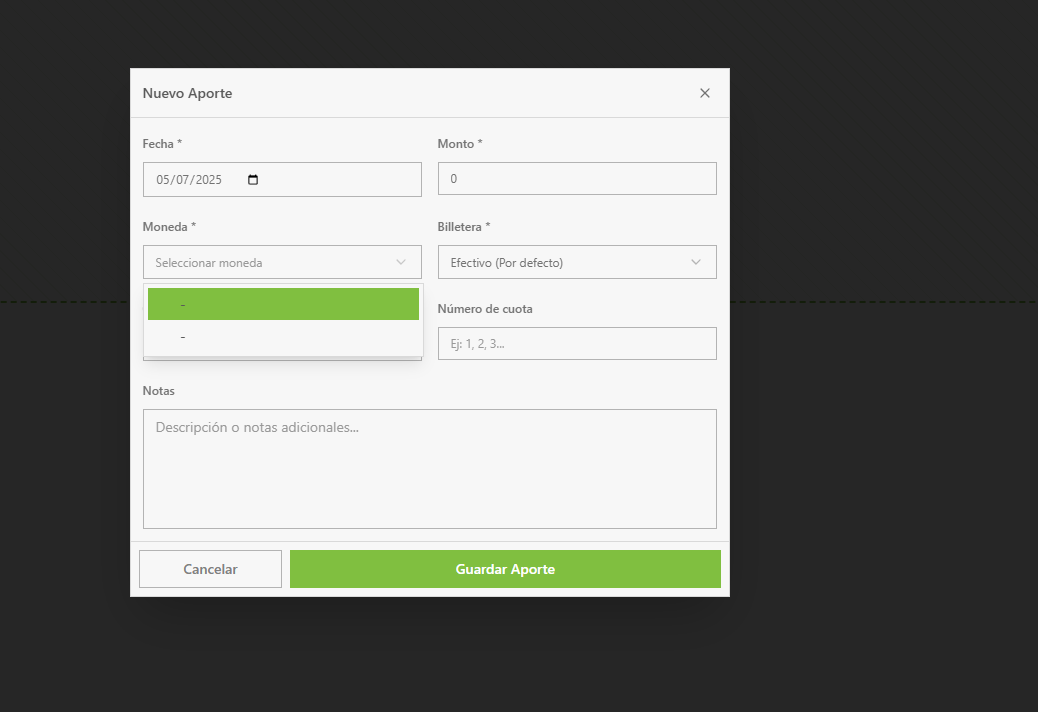 Nuevo Aporte
Fecha *
Monto *
05/07/2025
0
Moneda *
Billetera *
Seleccionar moneda
Efectivo (Por defecto)
-
-
Número de cuota
Ej: 1, 2, 3...
Notas
Descripción o notas adicionales...
Cancelar
Guardar Aporte